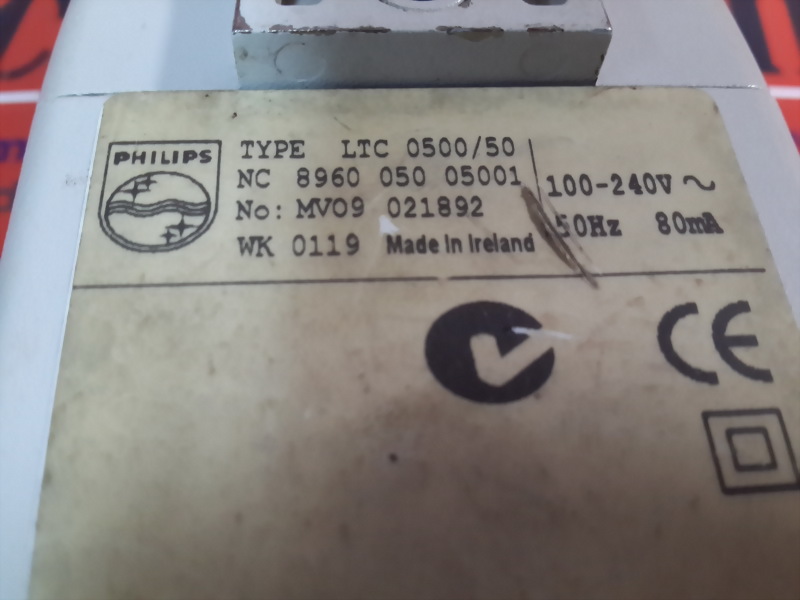 PHILIPS
TYPE LTC 0500/50
NC 8960 050 05001
No: MV09 021892
WK 0119 Made in Ireland
100-240V ~
50Hz 80mA
CE